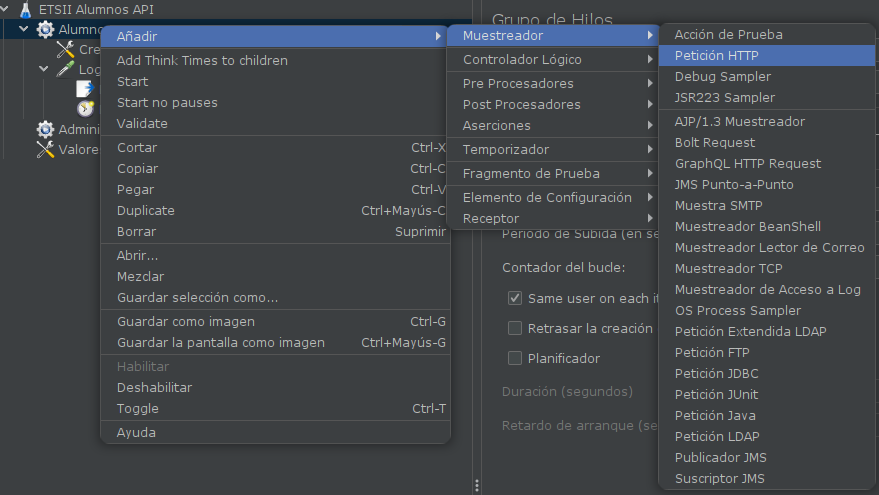 ETSII Alumnos API
Alumnos
Cre
Log
Admini
Valore
Añadir
Add Think Times to children
Start
Start no pauses
Validate
Cortar Ctrl-X
Copiar Ctrl-C
Pegar Ctrl-V
Duplicate Ctrl+Mayús-C
Borrar Suprimir
Abrir...
Mezclar
Guardar selección como...
Guardar como imagen Ctrl-G
Guardar la pantalla como imagen Ctrl+Mayús-G
Habilitar
Deshabilitar
Toggle Ctrl-T
Ayuda
Muestreador
Controlador Lógico
Pre Procesadores
Post Procesadores
Aserciones
Temporizador
Fragmento de Prueba
Elemento de Configuración
Receptor
Grupo de Hilos
Periodo de Subida (en se
Contador del bucle:
Same user on each it
Retrasar la creación
Planificador
Duración (segundos)
Retardo de arranque (se
Acción de Prueba
Petición HTTP
Debug Sampler
JSR223 Sampler
AJP/1.3 Muestreador
Bolt Request
GraphQL HTTP Request
JMS Punto-a-Punto
Muestra SMTP
Muestreador BeanShell
Muestreador Lector de Correo
Muestreador TCP
Muestreador de Acceso a Log
OS Process Sampler
Petición Extendida LDAP
Petición FTP
Petición JDBC
Petición JUnit
Petición Java
Petición LDAP
Publicador JMS
Suscriptor JMS